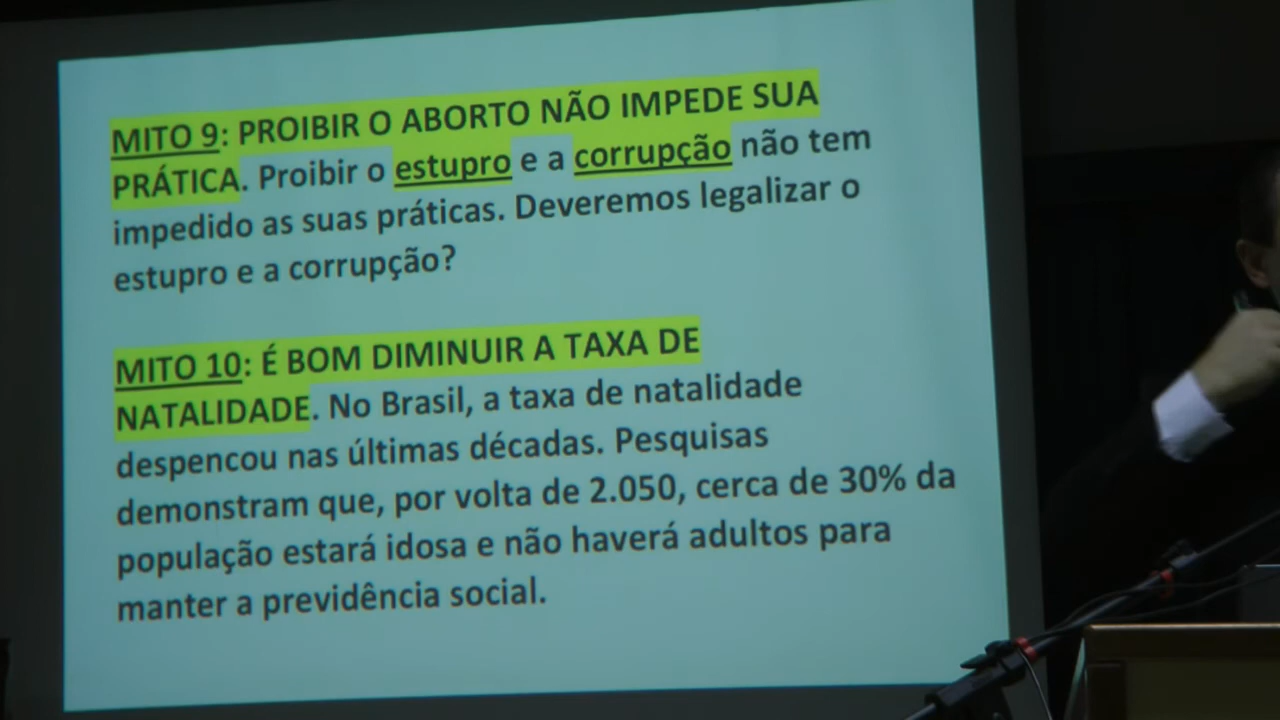 MITO 9: PROIBIR O ABORTO NÃO IMPEDE SUA
PRÁTICA. Proibir o estupro e a corrupção não tem
impedido as suas práticas. Deveremos legalizar o
estupro e a corrupção?
MITO 10: É BOM DIMINUIR A TAXA DE
NATALIDADE. No Brasil, a taxa de natalidade
despencou nas últimas décadas. Pesquisas
demonstram que, por volta de 2.050, cerca de 30% da
população estará idosa e não haverá adultos para
manter a previdência social.